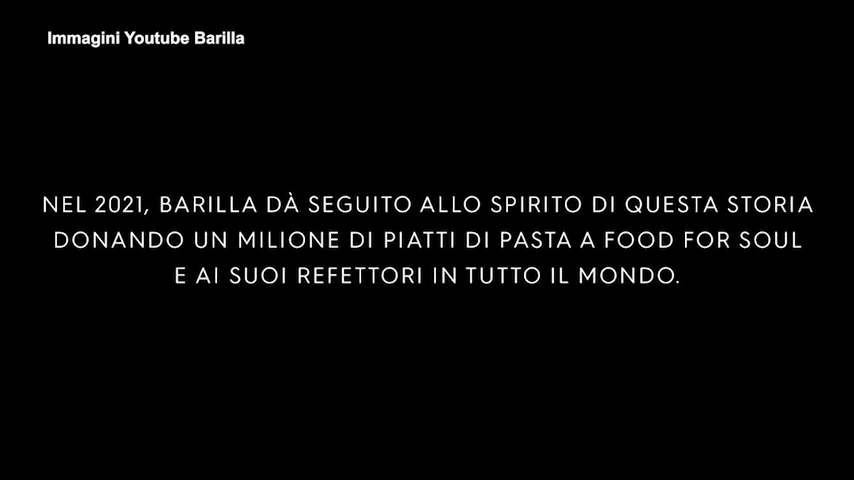 Immagini Youtube Barilla
NEL 2021, BARILLA DÀ SEGUITO ALLO SPIRITO DI QUESTA STORIA
DONANDO UN MILIONE DI PIATTI DI PASTA A FOOD FOR SOUL
E AI SUOI REFETTORI IN TUTTO IL MONDO.